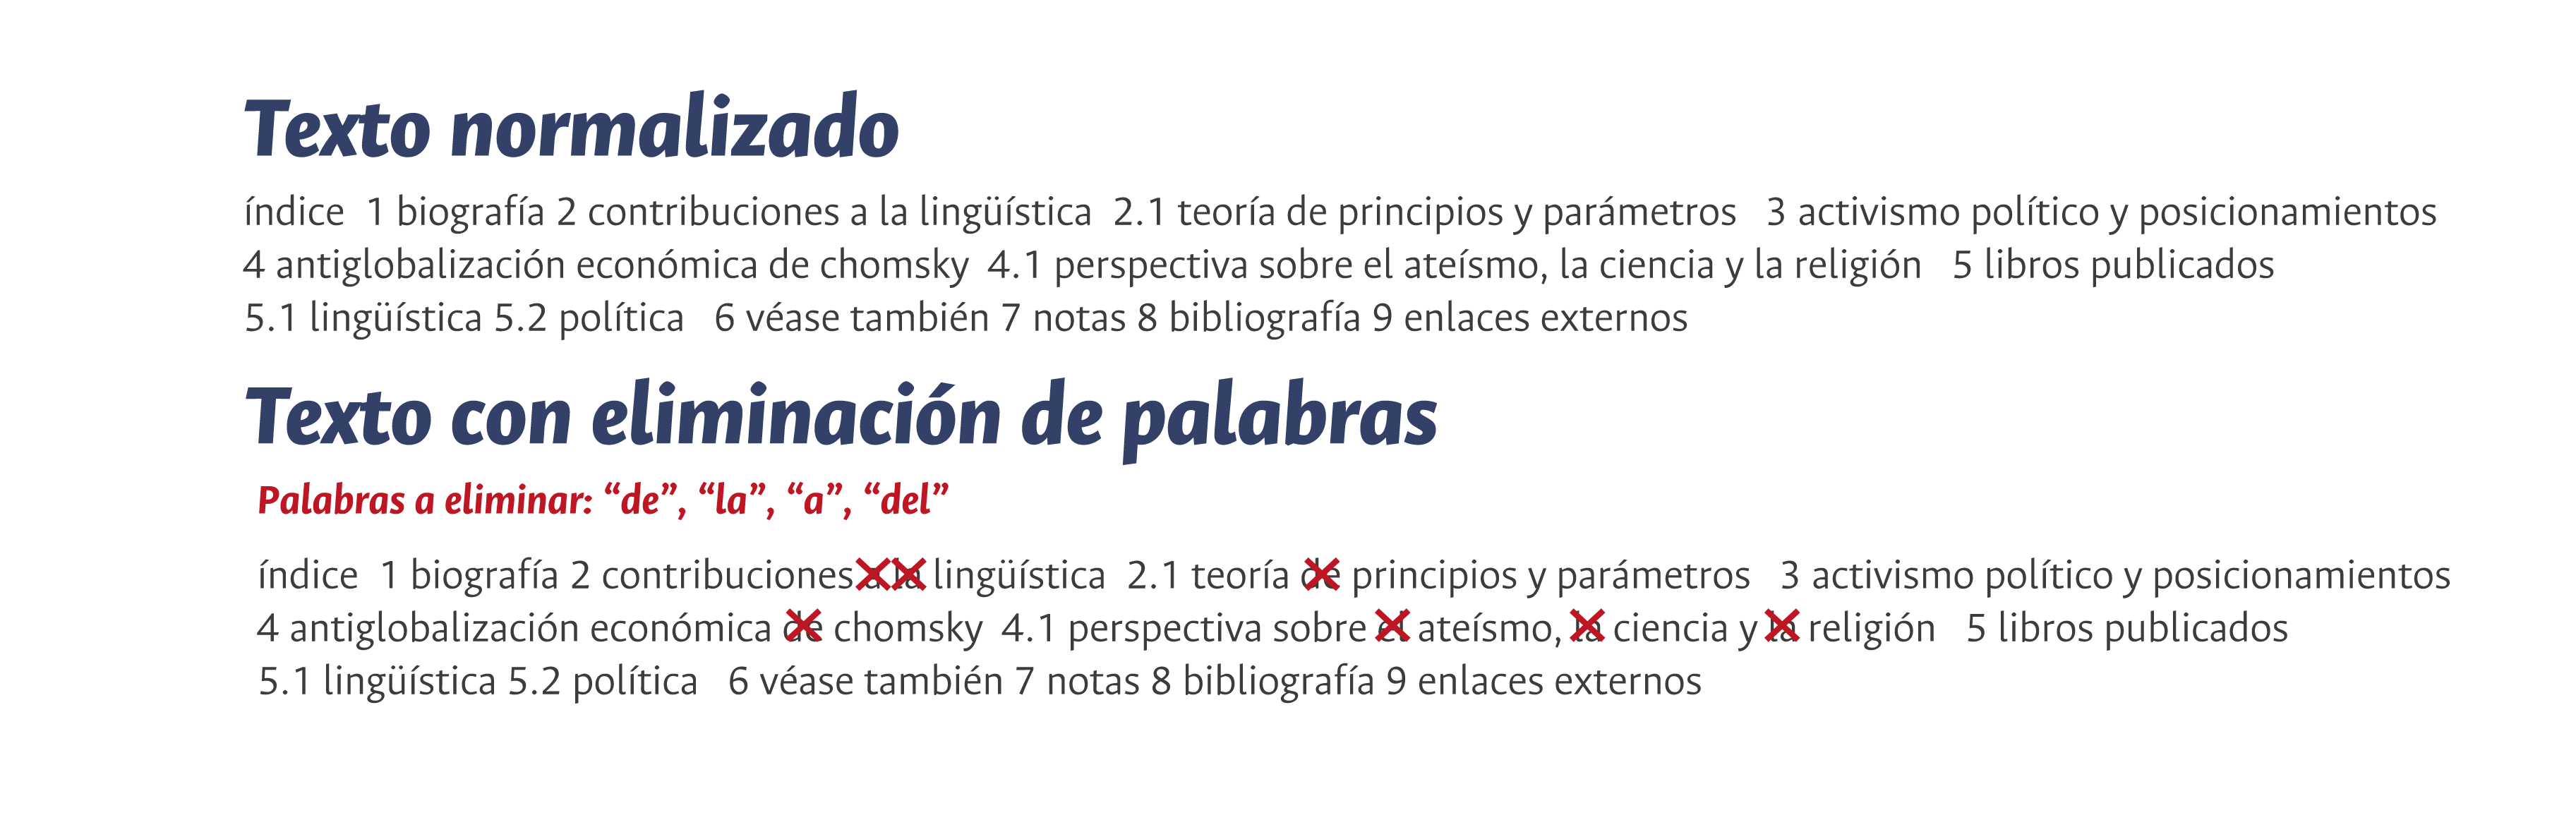 Texto normalizado
índice 1 biografía 2 contribuciones a la lingüística 2.1 teoría de principios y parámetros 3 activismo político y posicionamientos
4 antiglobalización económica de chomsky 4.1 perspectiva sobre el ateísmo, la ciencia y la religión 5 libros publicados
5.1 lingüística 5.2 política 6 véase también 7 notas 8 bibliografía 9 enlaces externos
Texto con eliminación de palabras
Palabras a eliminar: “de”, “la”, “a”, “del”
índice 1 biografía 2 contribuciones a la lingüística 2.1 teoría de principios y parámetros 3 activismo político y posicionamientos
4 antiglobalización económica de chomsky 4.1 perspectiva sobre el ateísmo, la ciencia y la religión 5 libros publicados
5.1 lingüística 5.2 política 6 véase también 7 notas 8 bibliografía 9 enlaces externos